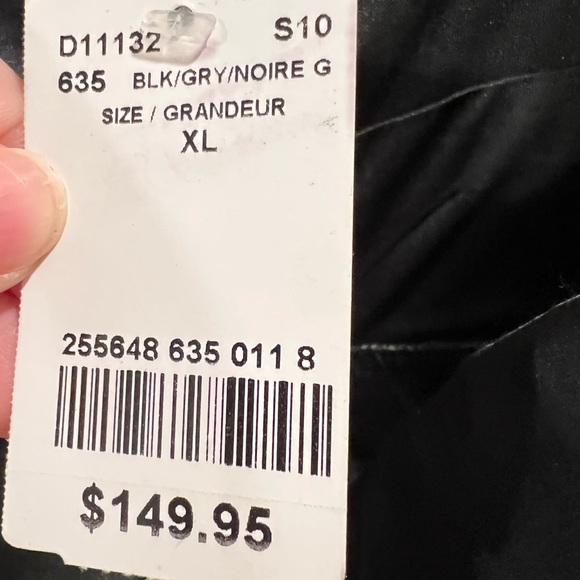 D11132 S10
635 BLK/GRY/NOIRE G
SIZE / GRANDEUR
XL
255648 635 011 8
$149.95